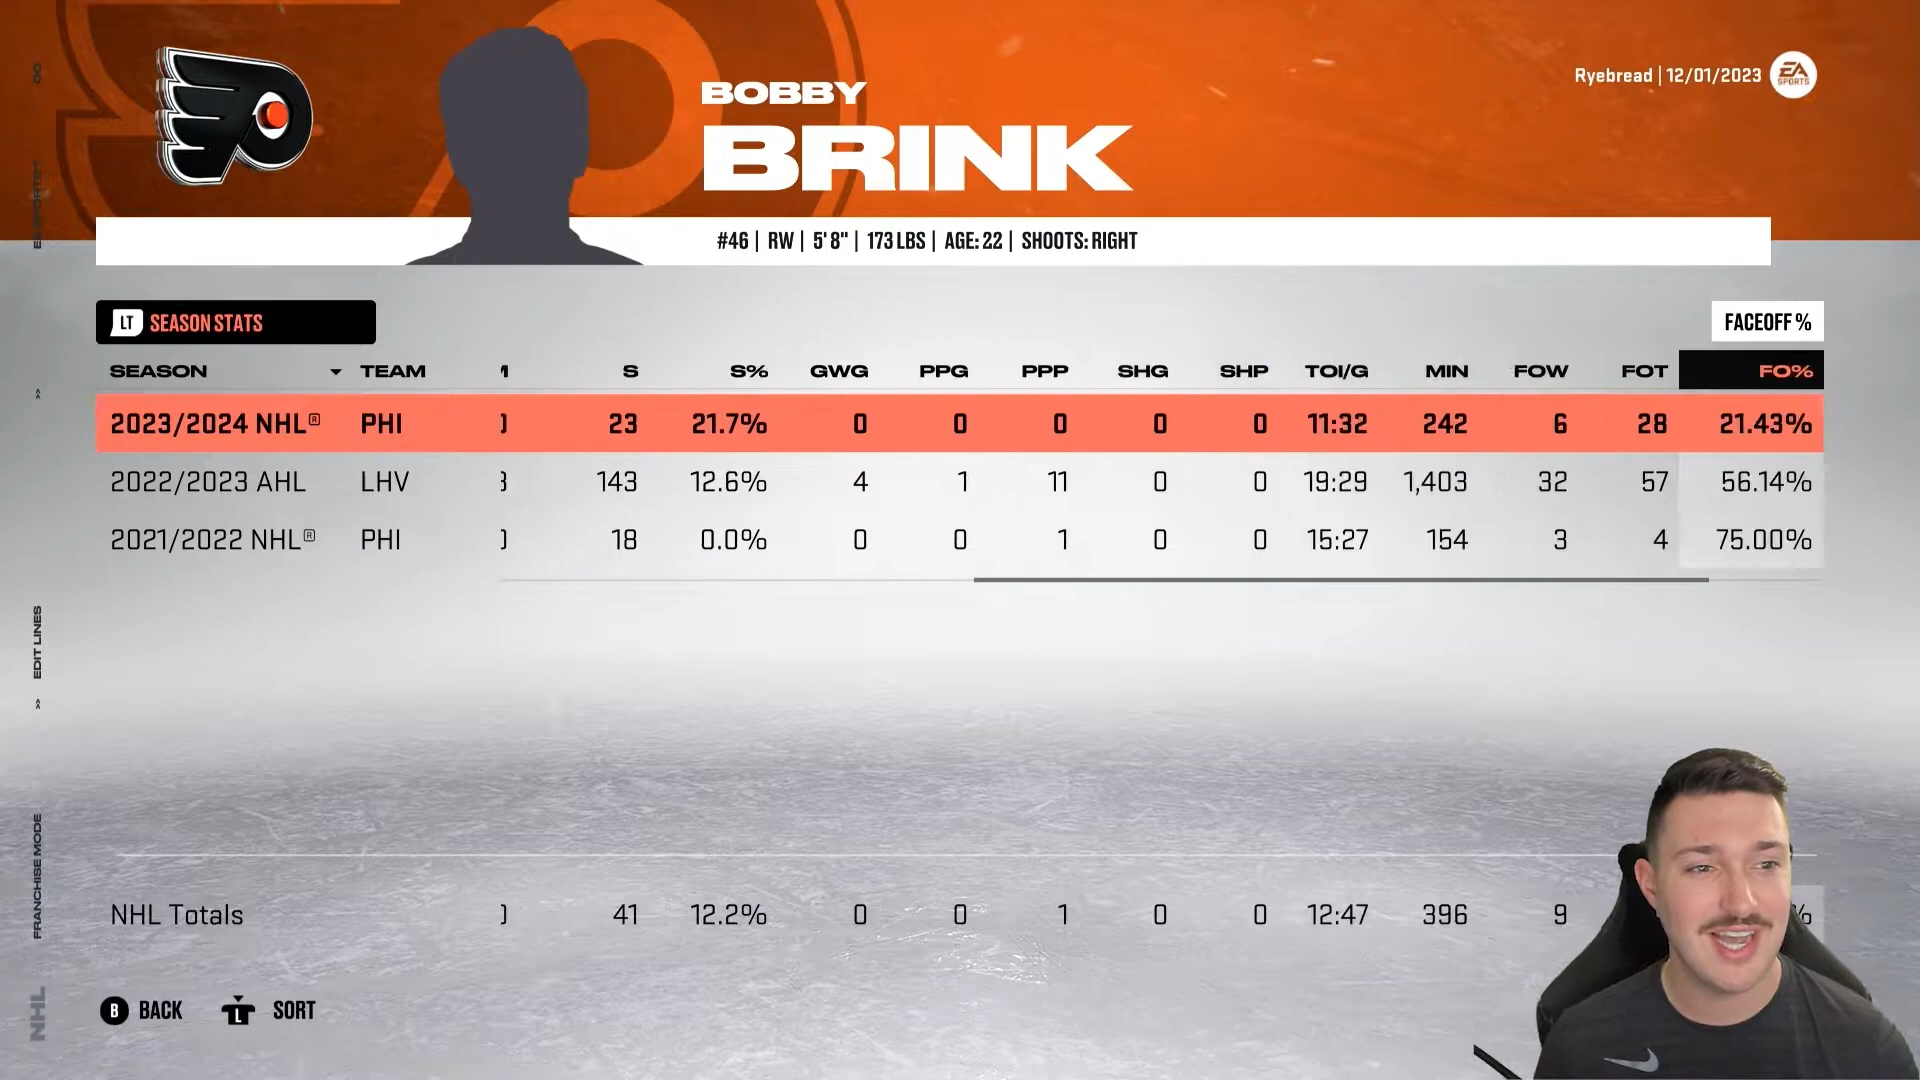 BOBBY
BRINK
Ryebread | 12/01/2023
EA
SPORTS
#46 | RW | 5'8" | 173 LBS | AGE: 22 | SHOOTS: RIGHT
LT SEASON STATS
FACEOFF %
SEASON TEAM S S% GWG PPG PPP SHG SHP TOI/G MIN FOW FOT FO%
2023/2024 NHL® PHI 23 21.7% 0 0 0 0 0 11:32 242 6 28 21.43%
2022/2023 AHL LHV 143 12.6% 4 1 11 0 0 19:29 1,403 32 57 56.14%
2021/2022 NHL® PHI 18 0.0% 0 0 1 0 0 15:27 154 3 4 75.00%
NHL Totals 41 12.2% 0 0 1 0 0 12:47 396 9 %
B BACK L SORT
NHL FRANCHISE MODE >> EDIT LINES >>